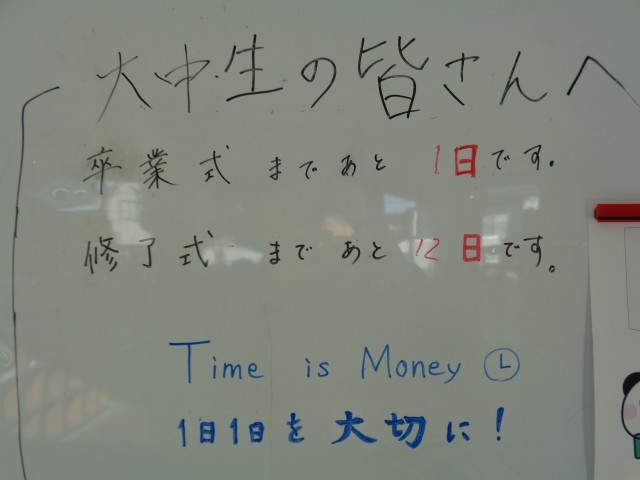 大中生の皆さんへ
卒業式まであと1日です。
修了式まであと12日です。
Time is Money
1日1日を大切に!